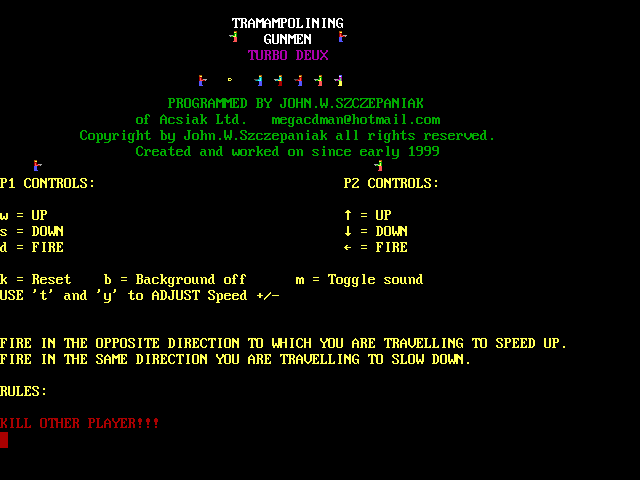 TRAMAMPOLINING
GUNMEN
TURBO DEUX
PROGRAMMED BY JOHN.W.SZCZEPANIAK
of Acsiak Ltd.   megacdman@hotmail.com
Copyright by John.W.Szczepaniak all rights reserved.
Created and worked on since early 1999
P1 CONTROLS:                               P2 CONTROLS:
w = UP                                     ↑ = UP
s = DOWN                                   ↓ = DOWN
d = FIRE                                   ← = FIRE
k = Reset    b = Background off      m = Toggle sound
USE 't' and 'y' to ADJUST Speed +/-
FIRE IN THE OPPOSITE DIRECTION TO WHICH YOU ARE TRAVELLING TO SPEED UP.
FIRE IN THE SAME DIRECTION YOU ARE TRAVELLING TO SLOW DOWN.
RULES:
KILL OTHER PLAYER!!!